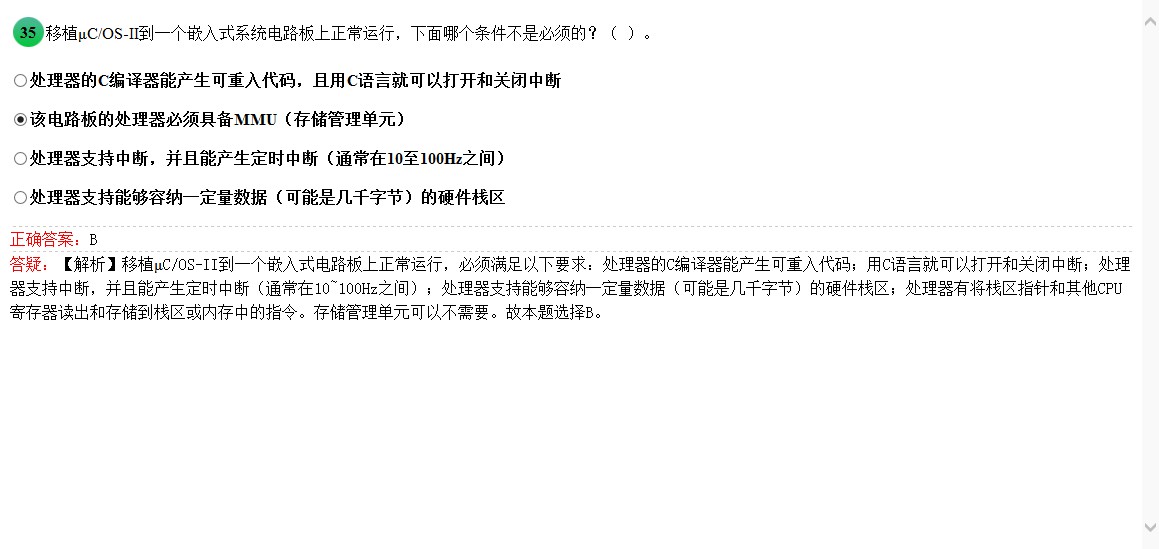 35 移植μC/OS-II到一个嵌入式系统电路板上正常运行，下面哪个条件不是必须的？（ ）。
处理器的C编译器能产生可重入代码，且用C语言就可以打开和关闭中断
该电路板的处理器必须具备MMU（存储管理单元）
处理器支持中断，并且能产生定时中断（通常在10至100Hz之间）
处理器支持能够容纳一定量数据（可能是几千字节）的硬件栈区
正确答案：B
答疑：【解析】移植μC/OS-II到一个嵌入式电路板上正常运行，必须满足以下要求：处理器的C编译器能产生可重入代码；用C语言就可以打开和关闭中断；处理
器支持中断，并且能产生定时中断（通常在10~100Hz之间）；处理器支持能够容纳一定量数据（可能是几千字节）的硬件栈区；处理器有将栈区指针和其他CPU
寄存器读出和存储到栈区或内存中的指令。存储管理单元可以不需要。故本题选择B。